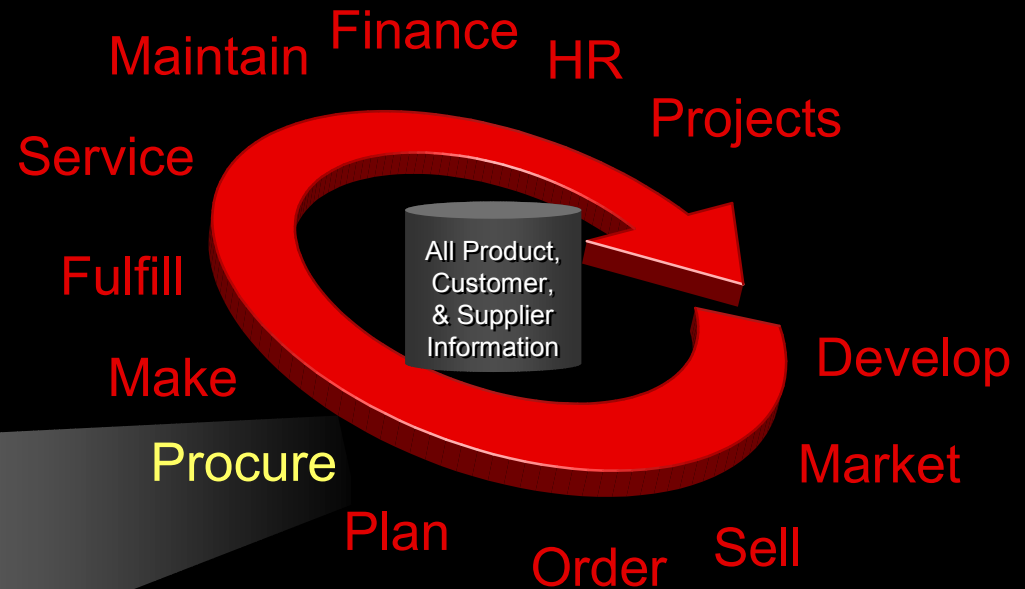 Finance
Maintain
HR
Projects
Service
All Product,
Customer,
& Supplier
Information
Fulfill
Make
Develop
Procure
Market
Plan
Sell
Order